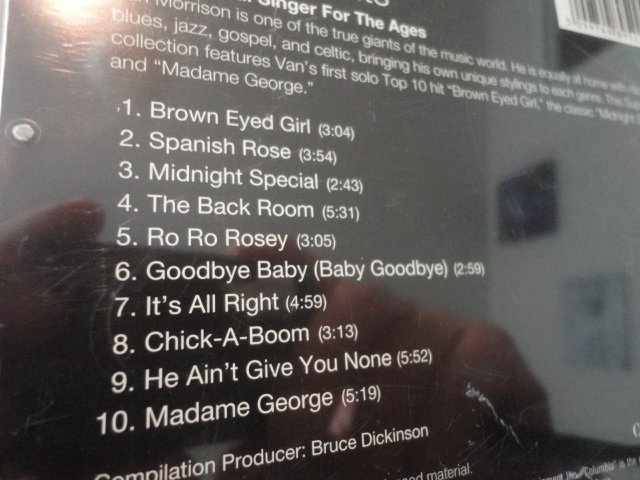 Singer For The Ages
Morrison is one of the true giants of the music world. He is equally at home with
blues, jazz, gospel, and celtic, bringing his own unique stylings to each genre. This
collection features Van's first solo Top 10 hit "Brown Eyed Girl," the classic "Midnight
and "Madame George."
1. Brown Eyed Girl (3:04)
2. Spanish Rose (3:54)
3. Midnight Special (2:43)
4. The Back Room (5:31)
5. Ro Ro Rosey (3:05)
6. Goodbye Baby (Baby Goodbye) (2:59)
7. It's All Right (4:59)
8. Chick-A-Boom (3:13)
9. He Ain't Give You None (5:52)
10. Madame George (5:19)
Compilation Producer: Bruce Dickinson
material.
"Columbia" is the